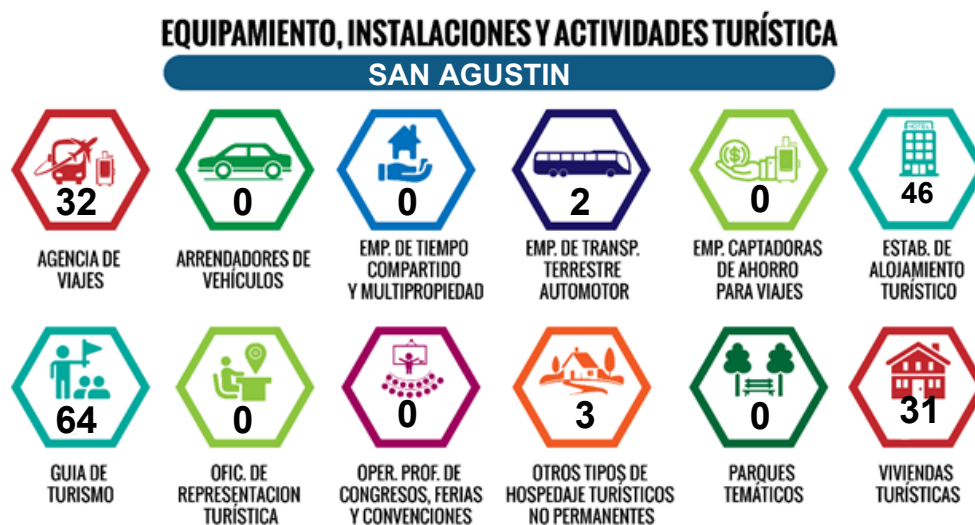 EQUIPAMIENTO, INSTALACIONES Y ACTIVIDADES TURÍSTICA
SAN AGUSTIN
HOTEL
$
32
0
0
2
0
46
AGENCIA DE
VIAJES
ARRENDADORES DE
VEHÍCULOS
EMP. DE TIEMPO
COMPARTIDO
Y MULTIPROPIEDAD
EMP. DE TRANSP.
TERRESTRE
AUTOMOTOR
EMP. CAPTADORAS
DE AHORRO
PARA VIAJES
ESTAB. DE
ALOJAMIENTO
TURÍSTICO
64
0
0
3
0
31
GUIA DE
TURISMO
OFIC. DE
REPRESENTACION
TURÍSTICA
OPER. PROF. DE
CONGRESOS, FERIAS
Y CONVENCIONES
OTROS TIPOS DE
HOSPEDAJE TURÍSTICOS
NO PERMANENTES
PARQUES
TEMÁTICOS
VIVIENDAS
TURÍSTICAS